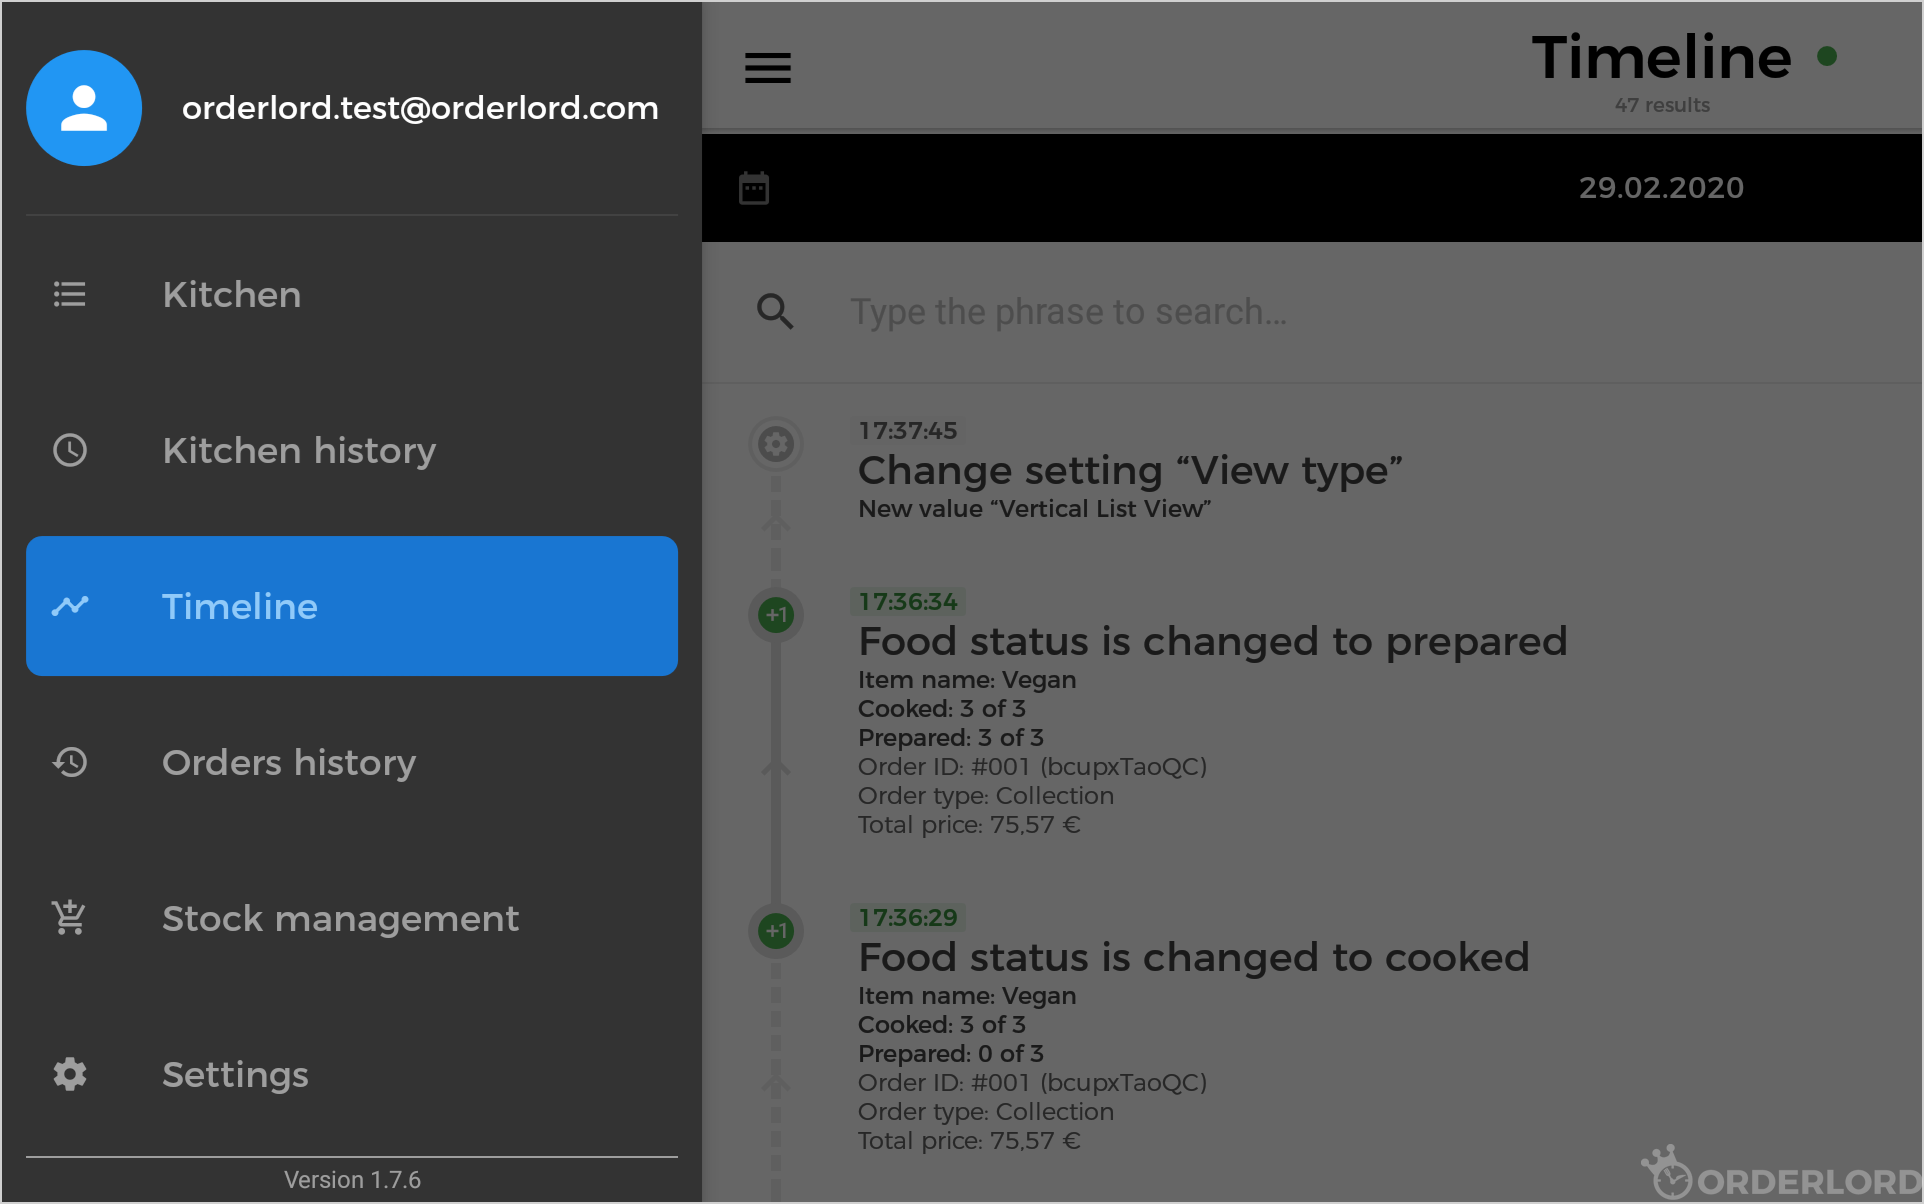 orderlord.test@orderlord.com
Kitchen
Kitchen history
Timeline
Orders history
Stock management
Settings
Version 1.7.6
Timeline
47 results
29.02.2020
Type the phrase to search...
17:37:45
Change setting “View type”
New value “Vertical List View”
+1
17:36:34
Food status is changed to prepared
Item name: Vegan
Cooked: 3 of 3
Prepared: 3 of 3
Order ID: #001 (bcupxTaoQC)
Order type: Collection
Total price: 75,57 €
+1
17:36:29
Food status is changed to cooked
Item name: Vegan
Cooked: 3 of 3
Prepared: 0 of 3
Order ID: #001 (bcupxTaoQC)
Order type: Collection
Total price: 75,57 €
ORDERLORD